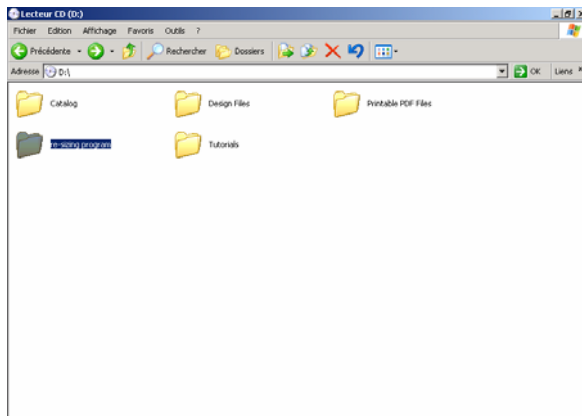 Lecteur CD (D:)
Fichier Edition Affichage Favoris Outils ?
Précédente Rechercher Dossiers
Adresse D:\ OK Liens
Catalog Design Files Printable PDF Files
re-sizing program Tutorials